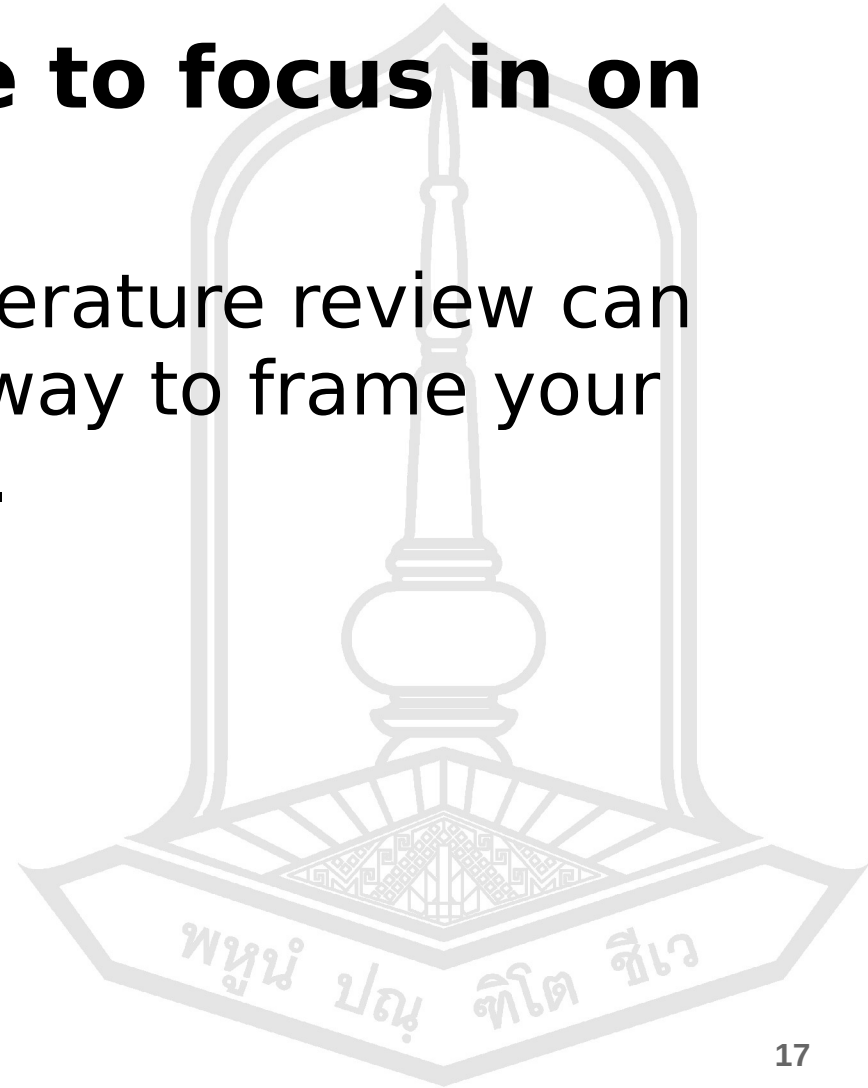 e to focus in on
erature review can
way to frame your
.
พหูนํ ปณฺฑิโต ชีเว
17